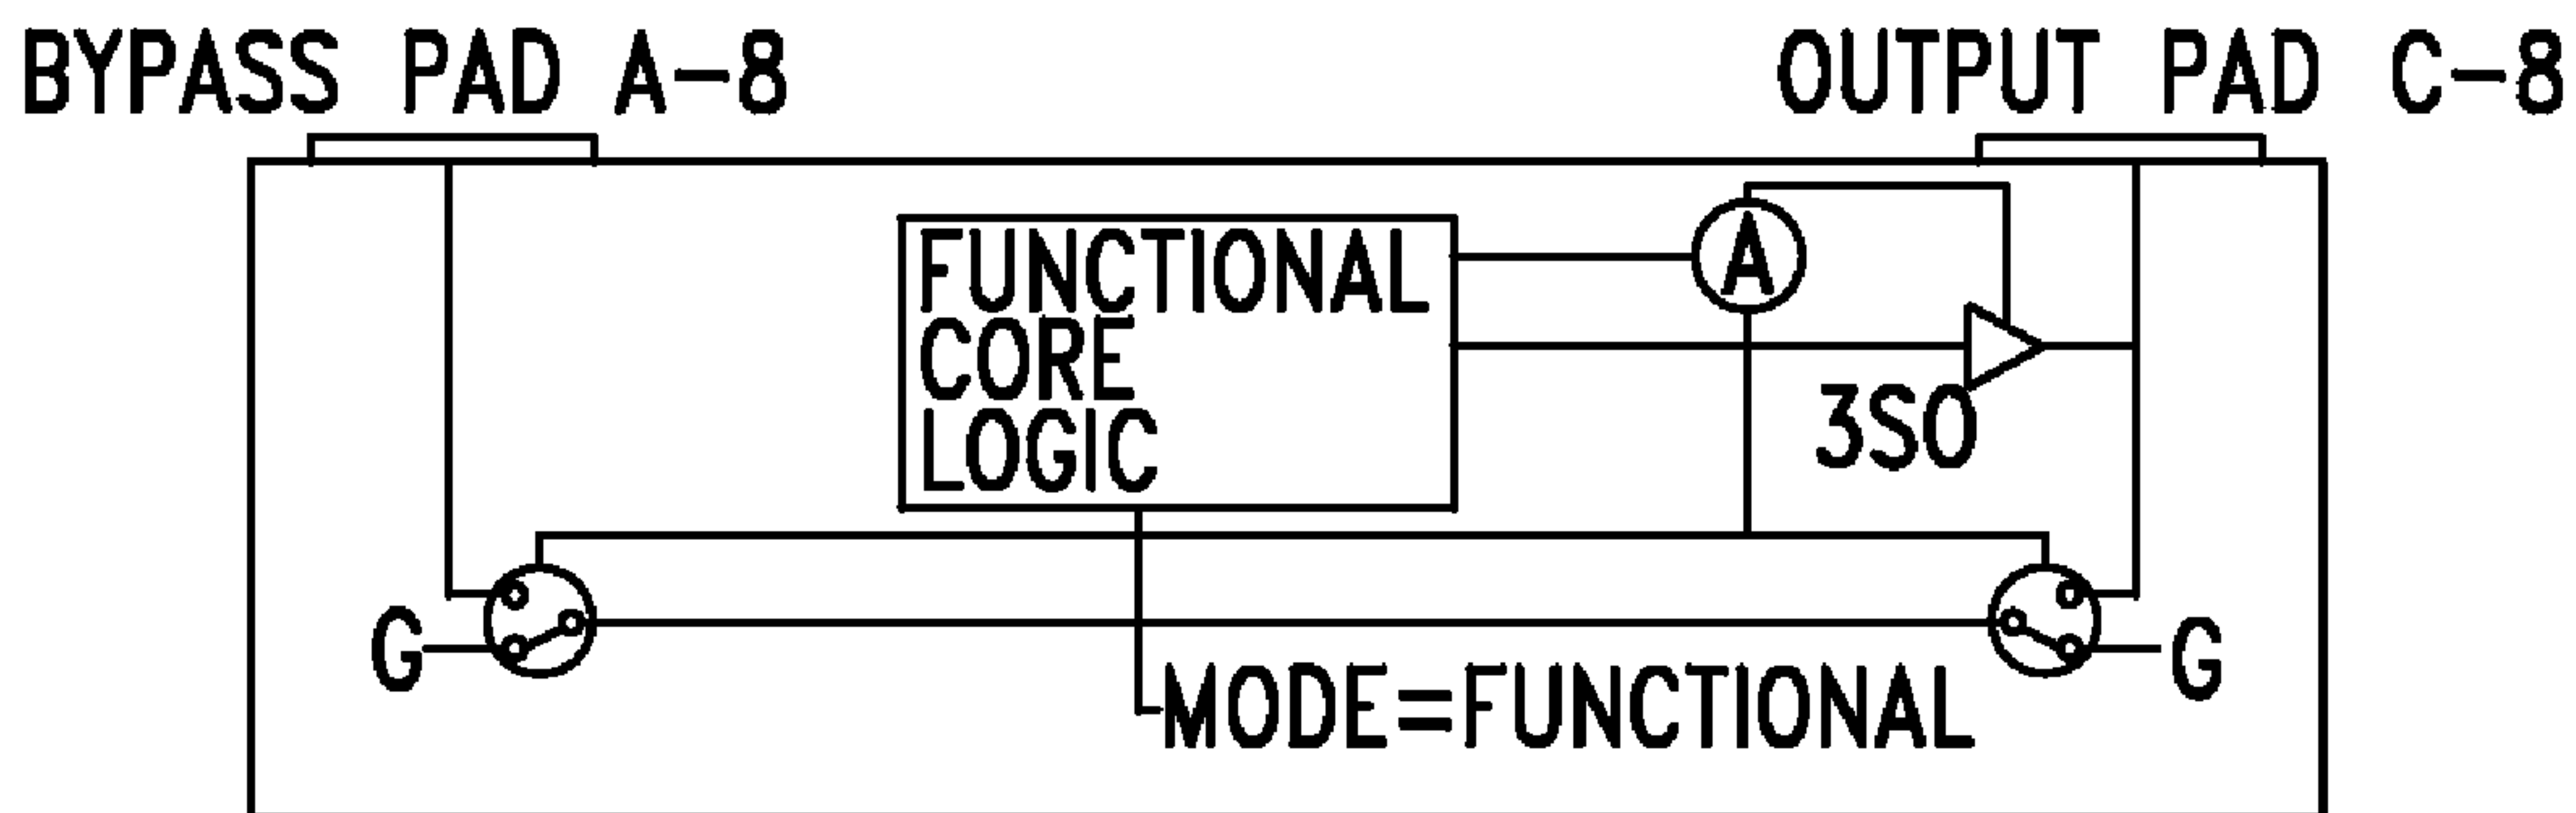 BYPASS PAD A-8
OUTPUT PAD C-8
FUNCTIONAL
CORE
LOGIC
A
3SO
G
G
MODE=FUNCTIONAL